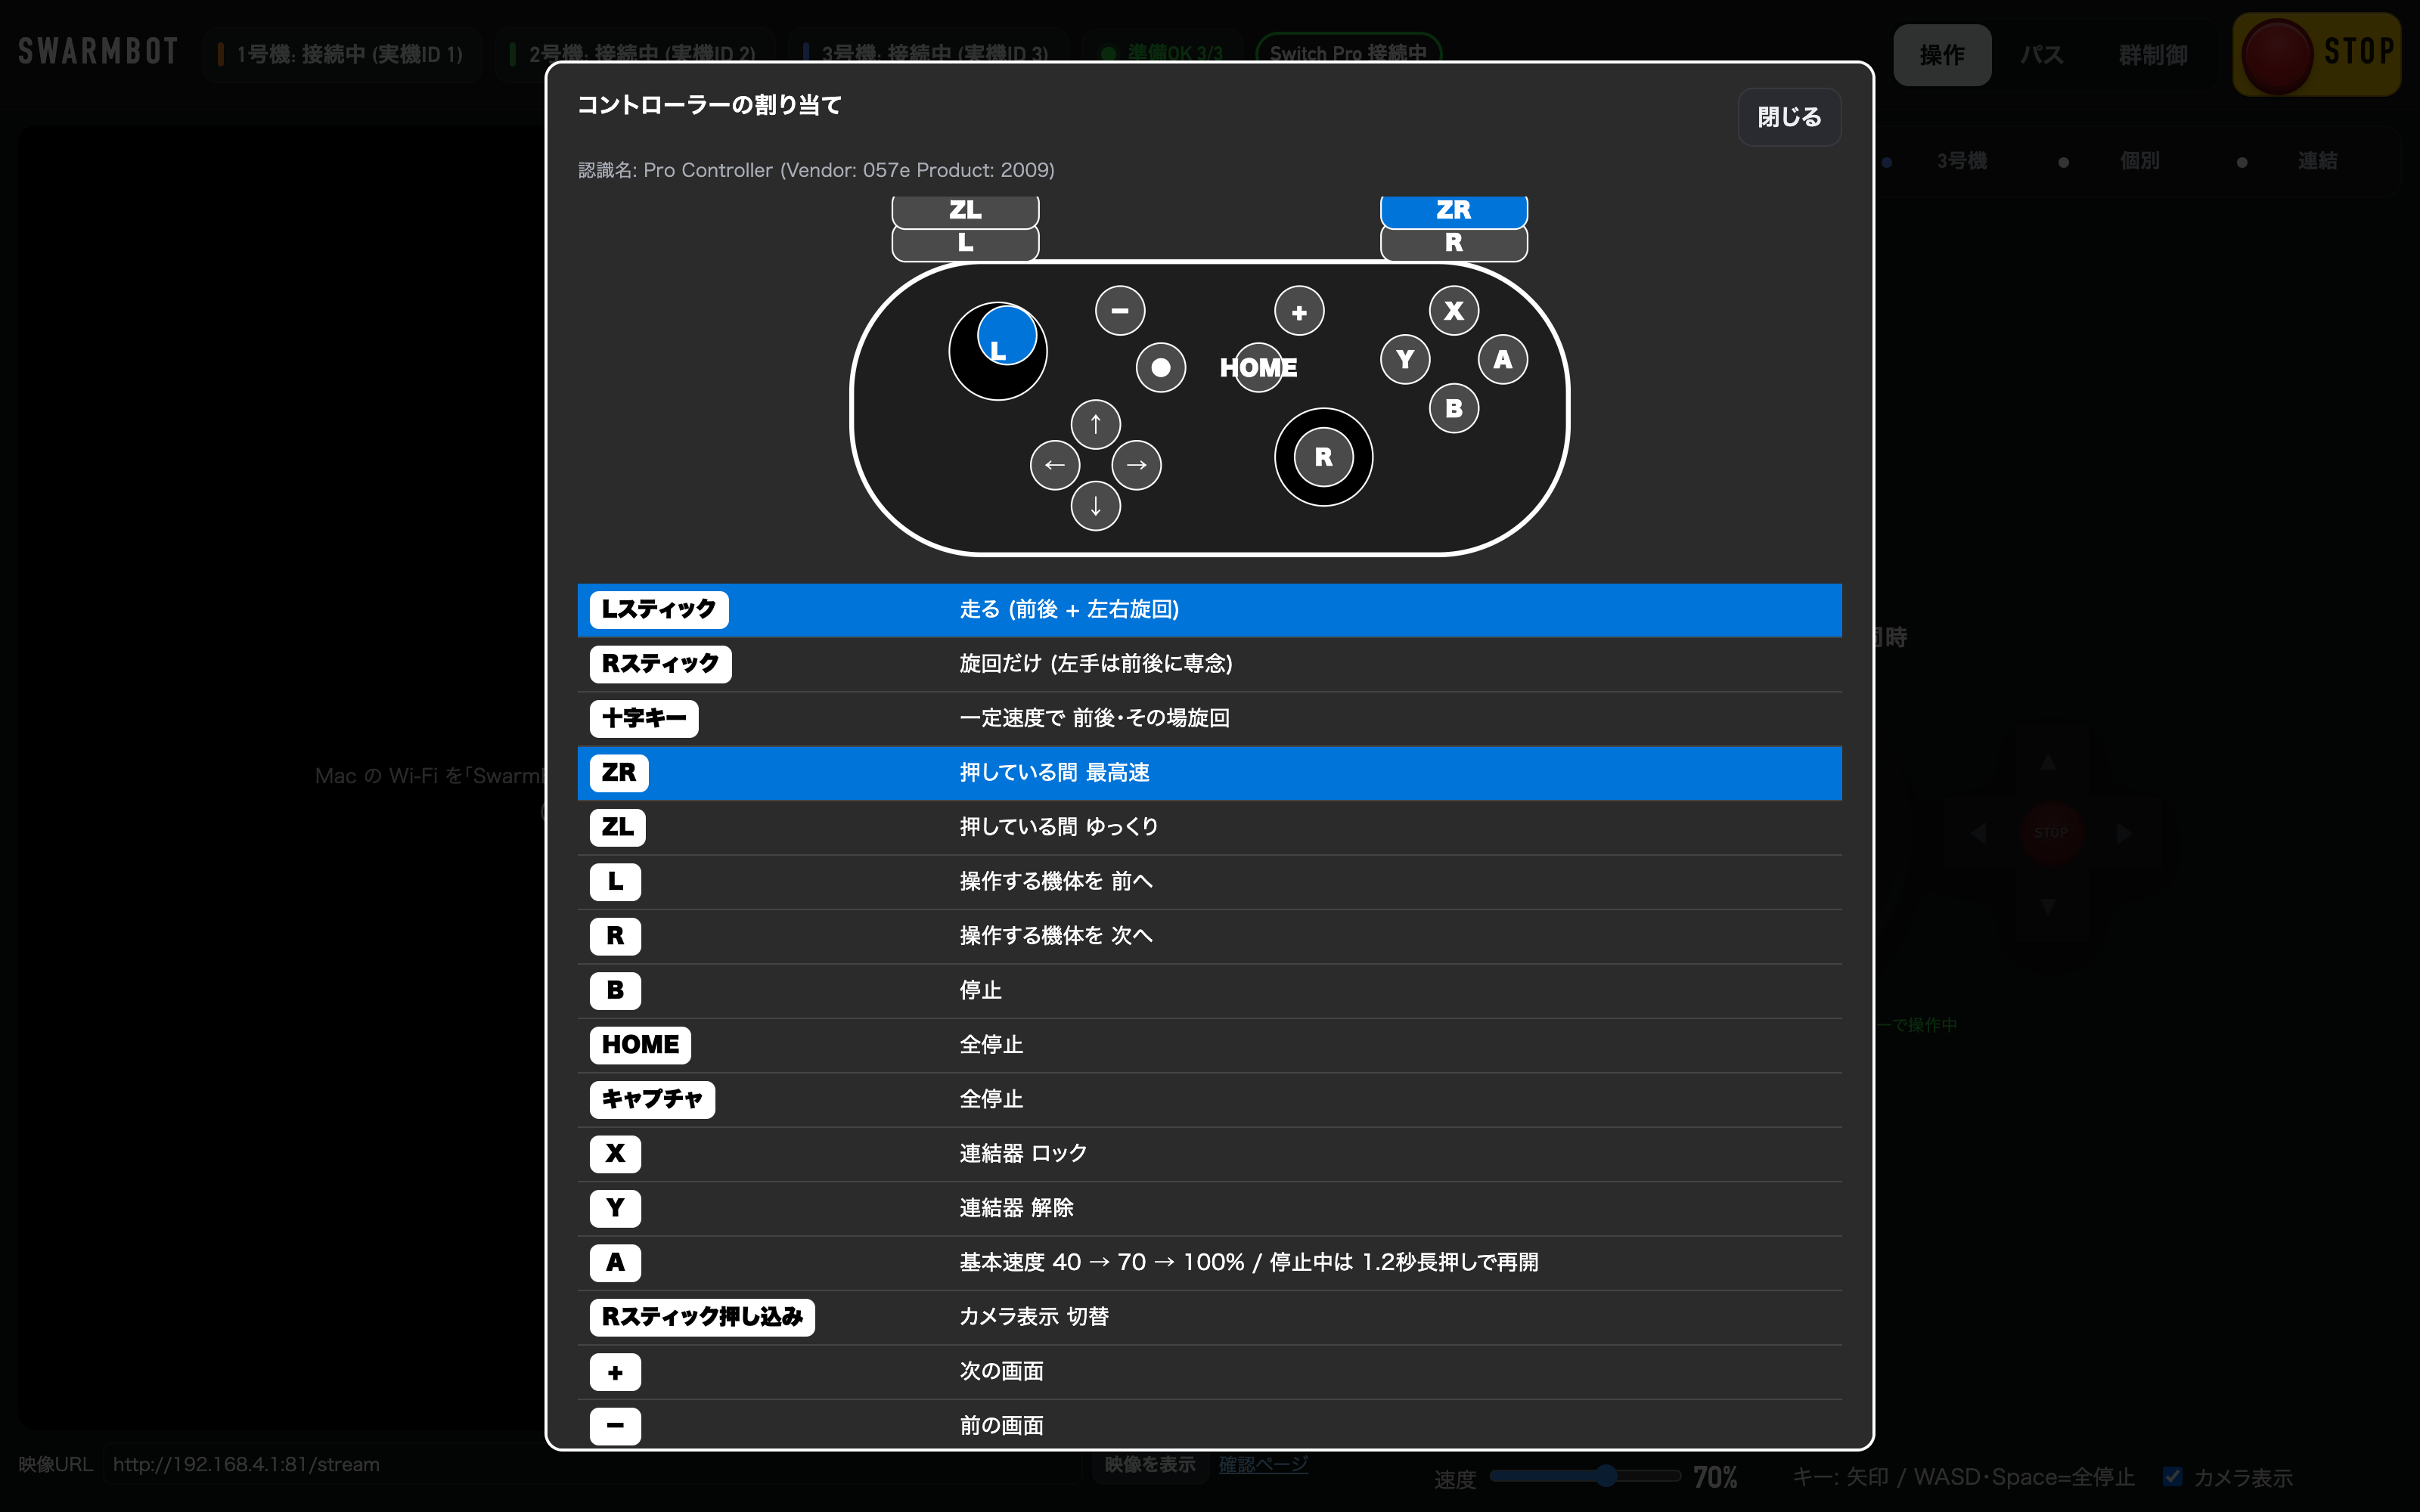 SWARMBOT
1号機: 接続中 (実機ID 1)
2号機: 接続中 (実機ID 2)
3号機: 接続中 (実機ID 3)
準備OK 3/3
Switch Pro 接続中
操作
パス
群制御
STOP
コントローラーの割り当て
閉じる
認識名: Pro Controller (Vendor: 057e Product: 2009)
3号機
個別
連結
ZL
ZR
L
R
−
+
X
L
HOME
Y
A
B
↑
←
→
R
↓
Lスティック 走る (前後 + 左右旋回)
Rスティック 旋回だけ (左手は前後に専念)
同時
十字キー 一定速度で 前後・その場旋回
ZR 押している間 最高速
Mac の Wi-Fi を「Swarm
ZL 押している間 ゆっくり
STOP
L 操作する機体を 前へ
R 操作する機体を 次へ
B 停止
ーで操作中
HOME 全停止
キャプチャ 全停止
X 連結器 ロック
Y 連結器 解除
A 基本速度 40 → 70 → 100% / 停止中は 1.2秒長押しで再開
Rスティック押し込み カメラ表示 切替
+ 次の画面
− 前の画面
映像URL http://192.168.4.1:81/stream
映像を表示
確認ページ
速度 70%
キー: 矢印 / WASD・Space=全停止
カメラ表示